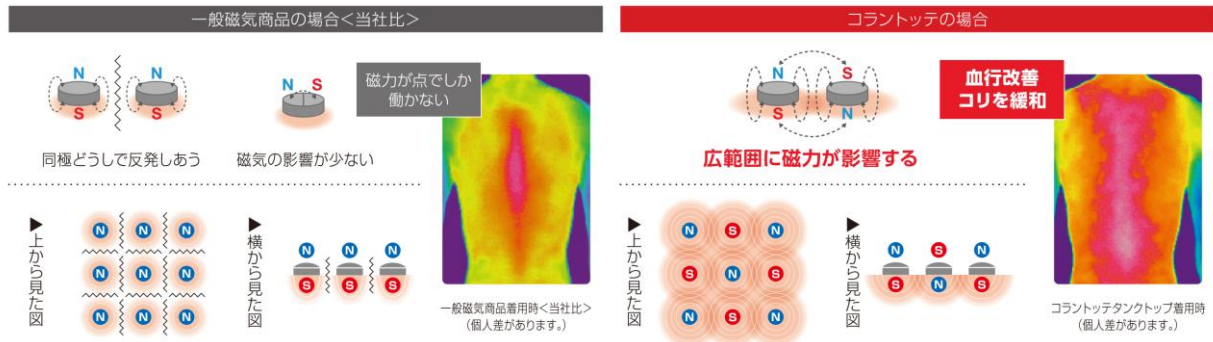 一般磁気商品の場合<当社比>
N
N
S
S
同極どうしで反発しあう
N
S
磁気の影響が少ない
磁力が点でしか
働かない
▶上から見た図
N N N
N N N
N N N
▶横から見た図
N N N
S S S
一般磁気商品着用時<当社比>
(個人差があります。)
コラントッテの場合
N
S
S
N
広範囲に磁力が影響する
血行改善
コリを緩和
▶上から見た図
N S N
S N S
N S N
▶横から見た図
N S N
S N S
コラントッテタンクトップ着用時
(個人差があります。)